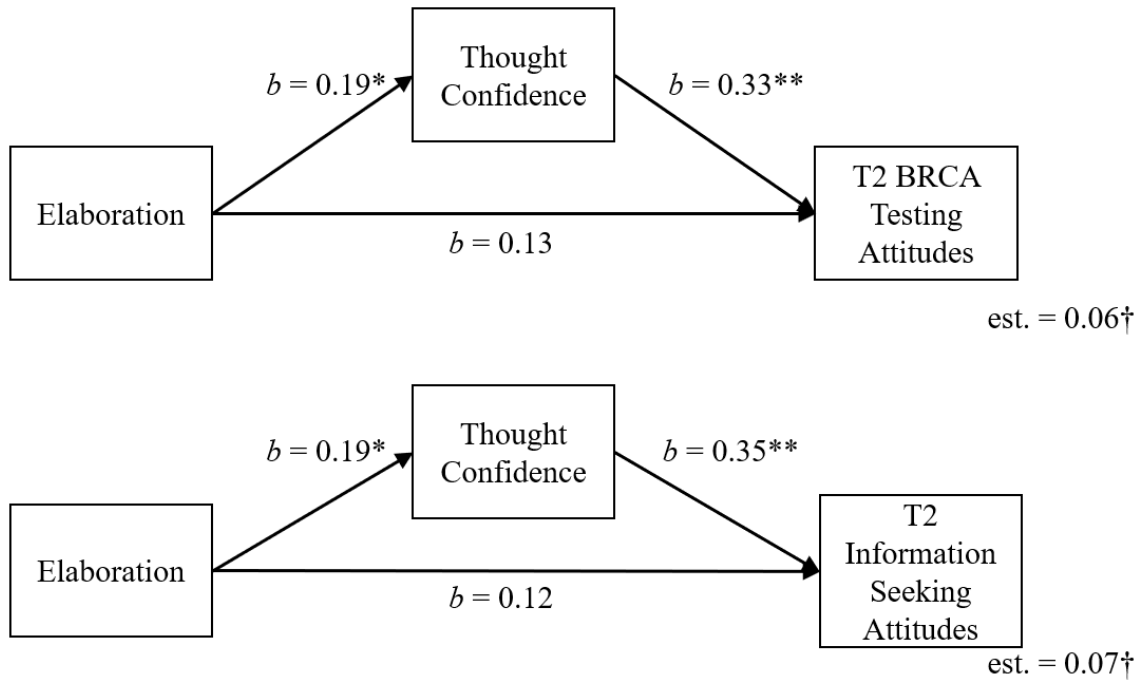 Thought
Confidence
b = 0.19*
b = 0.33**
Elaboration
T2 BRCA
Testing
Attitudes
b = 0.13
est. = 0.06†
Thought
Confidence
b = 0.19*
b = 0.35**
Elaboration
T2
Information
Seeking
Attitudes
b = 0.12
est. = 0.07†